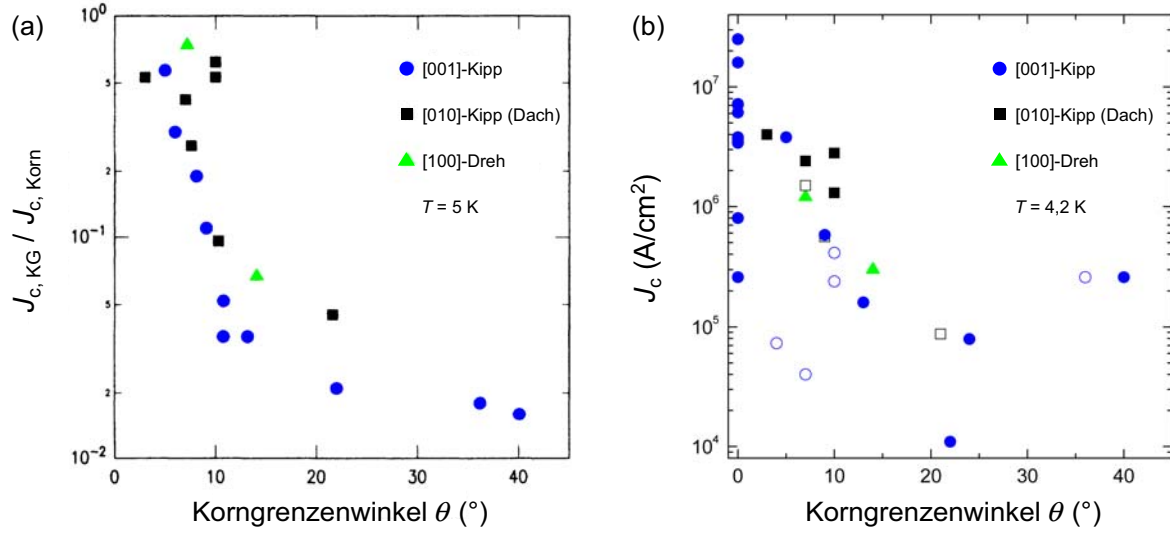 (a)
10⁰
5
2
10⁻¹
5
2
10⁻²
0
10
20
30
40
J_c, KG / J_c, Korn
Korngrenzenwinkel θ (°)
[001]-Kipp
[010]-Kipp (Dach)
[100]-Dreh
T = 5 K
(b)
10⁷
10⁶
10⁵
10⁴
0
10
20
30
40
J_c (A/cm²)
Korngrenzenwinkel θ (°)
[001]-Kipp
[010]-Kipp (Dach)
[100]-Dreh
T = 4,2 K